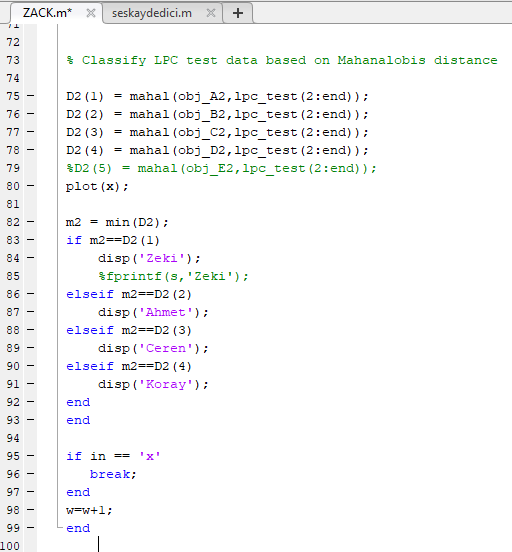 ZACK.m* × seskaydedici.m × +
71
72
73 % Classify LPC test data based on Mahanalobis distance
74
75 – D2(1) = mahal(obj_A2,lpc_test(2:end));
76 – D2(2) = mahal(obj_B2,lpc_test(2:end));
77 – D2(3) = mahal(obj_C2,lpc_test(2:end));
78 – D2(4) = mahal(obj_D2,lpc_test(2:end));
79 %D2(5) = mahal(obj_E2,lpc_test(2:end));
80 – plot(x);
81
82 – m2 = min(D2);
83 – if m2==D2(1)
84 – disp('Zeki');
85 %fprintf(s,'Zeki');
86 – elseif m2==D2(2)
87 – disp('Ahmet');
88 – elseif m2==D2(3)
89 – disp('Ceren');
90 – elseif m2==D2(4)
91 – disp('Koray');
92 – end
93 – end
94
95 – if in == 'x'
96 – break;
97 – end
98 – w=w+1;
99 – end
100